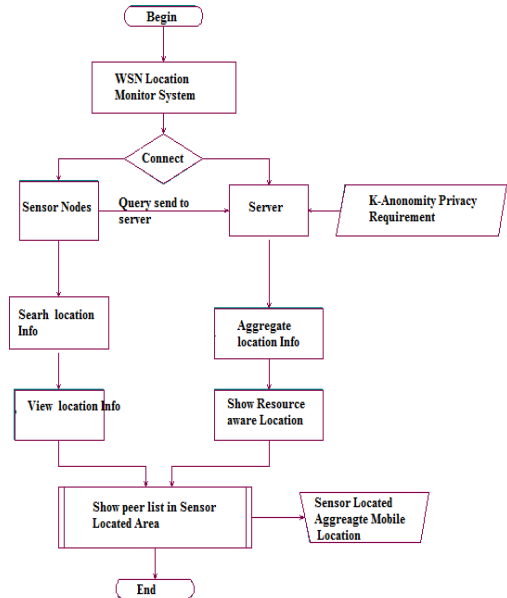 Begin
WSN Location
Monitor System
Connect
Sensor Nodes
Query send to
server
Server
K-Anonomity Privacy
Requirement
Searh location
Info
Aggregate
location Info
View location Info
Show Resource
aware Location
Show peer list in Sensor
Located Area
Sensor Located
Aggreagte Mobile
Location
End